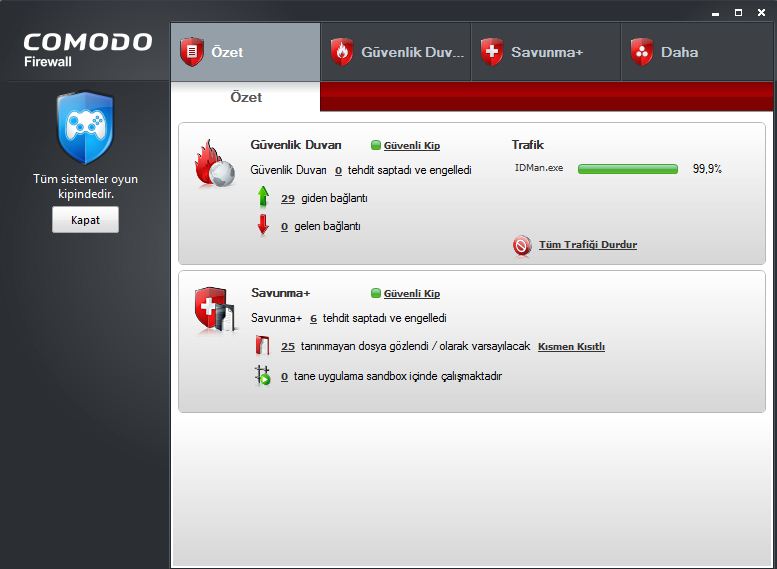 COMODO
Firewall
Özet
Güvenlik Duv...
Savunma+
Daha
Özet
Tüm sistemler oyun
kipindedir.
Kapat
Güvenlik Duvarı
Güvenli Kip
Trafik
Güvenlik Duvarı 0 tehdit saptadı ve engelledi
IDMan.exe
99,9%
29 giden bağlantı
0 gelen bağlantı
Tüm Trafiği Durdur
Savunma+
Güvenli Kip
Savunma+ 6 tehdit saptadı ve engelledi
25 tanınmayan dosya gözlendi / olarak varsayılacak Kısmen Kısıtlı
0 tane uygulama sandbox içinde çalışmaktadır